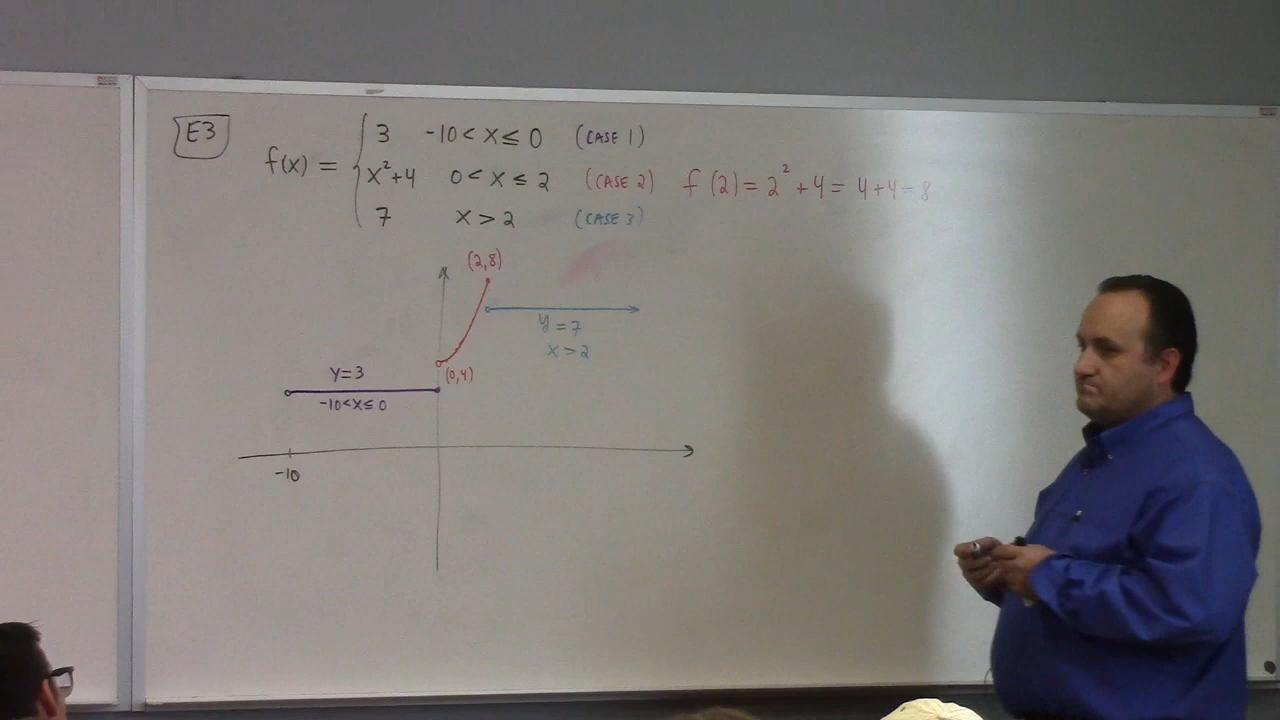 E3
f(x) =
3 -10 < x ≤ 0 (CASE 1)
x²+4 0 < x ≤ 2 (CASE 2) f (2) = 2² + 4 = 4+4 = 8
7 x > 2 (CASE 3)
(2,8)
y = 7
x > 2
(0,4)
y=3
-10<x≤0
-10